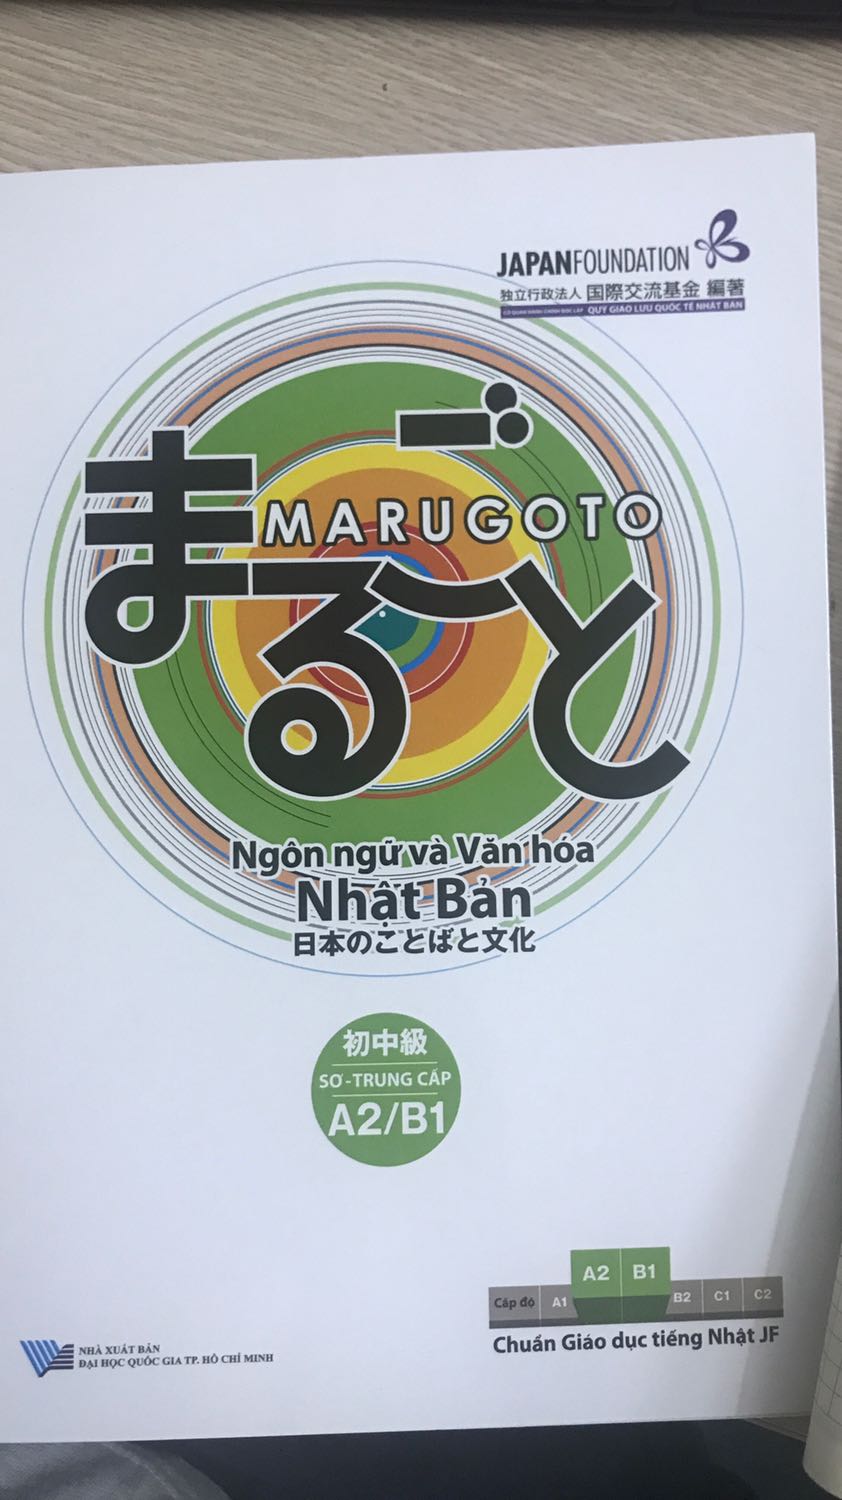 JAPANFOUNDATION
独立行政法人 国際交流基金 編著
CƠ QUAN HÀNH CHÍNH ĐỘC LẬP QUỸ GIAO LƯU QUỐC TẾ NHẬT BẢN
まるごと
MARUGOTO
Ngôn ngữ và Văn hóa
Nhật Bản
日本のことばと文化
初中級
SƠ-TRUNG CẤP
A2/B1
Cấp độ A1 A2 B1 B2 C1 C2
Chuẩn Giáo dục tiếng Nhật JF
NHÀ XUẤT BẢN
ĐẠI HỌC QUỐC GIA TP. HỒ CHÍ MINH